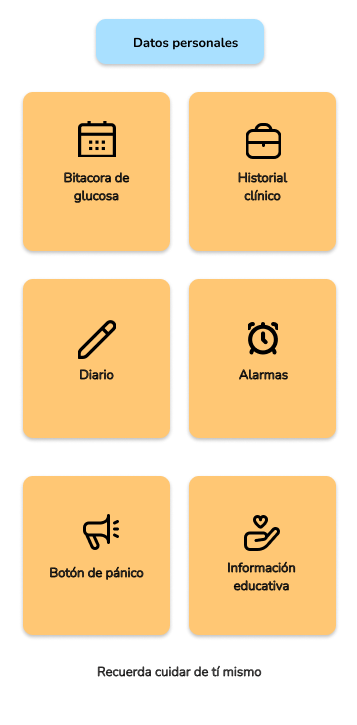 Datos personales
Bitacora de
glucosa
Historial
clínico
Diario
Alarmas
Botón de pánico
Información
educativa
Recuerda cuidar de tí mismo